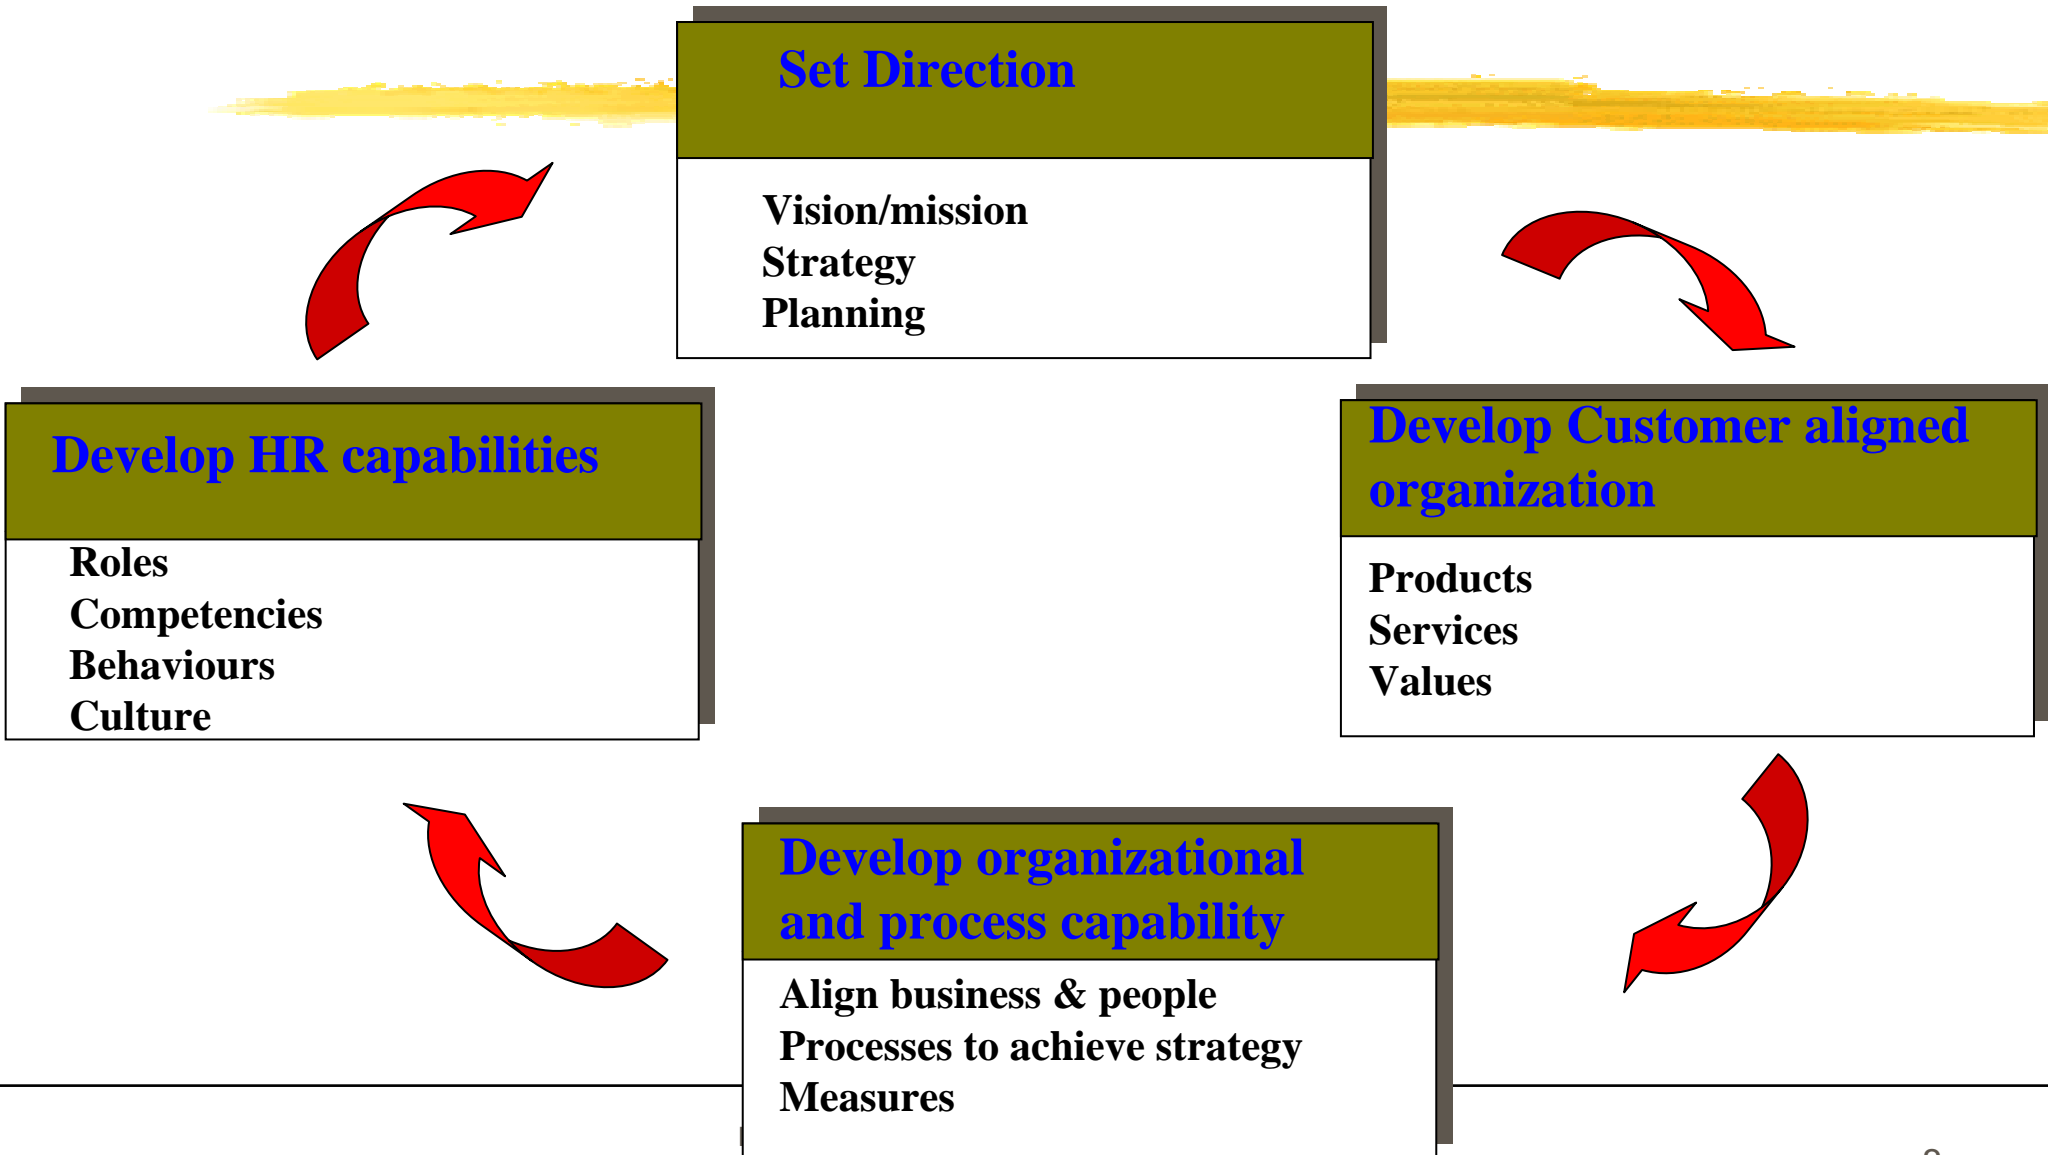 Set Direction
Vision/mission
Strategy
Planning
Develop Customer aligned
organization
Products
Services
Values
Develop organizational
and process capability
Align business & people
Processes to achieve strategy
Measures
Develop HR capabilities
Roles
Competencies
Behaviours
Culture